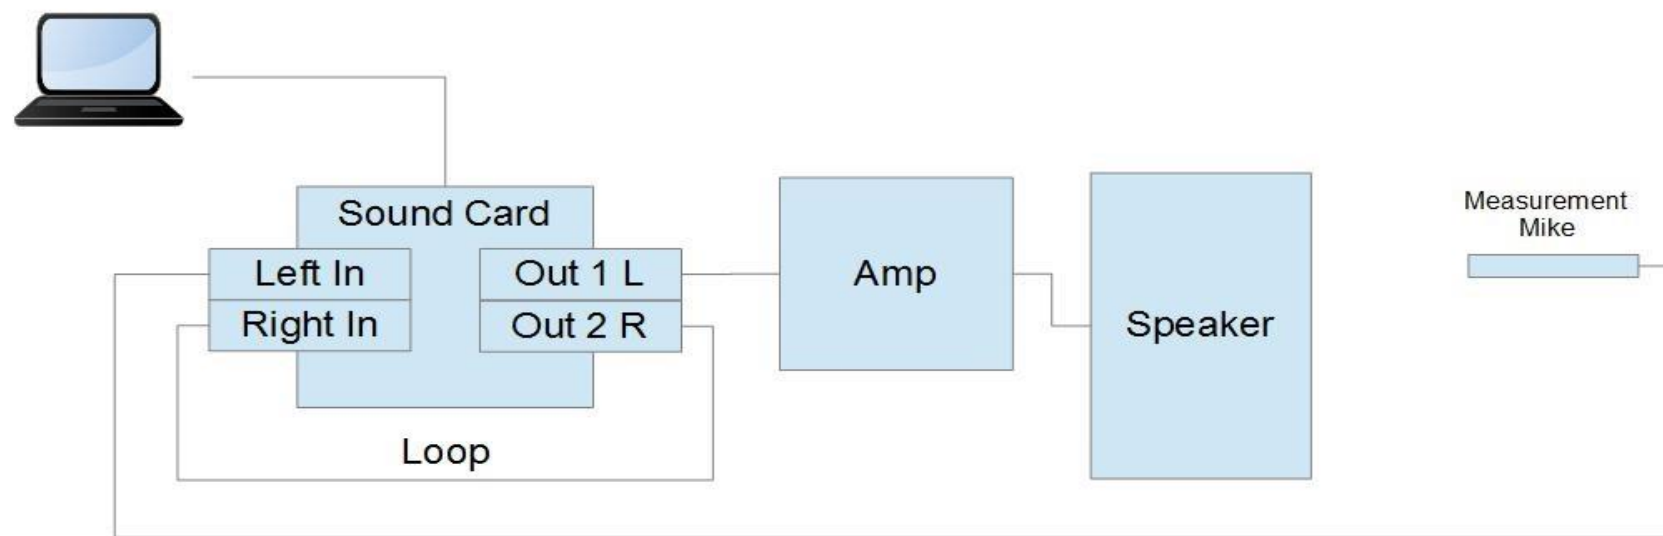 Sound Card
Left In
Out 1 L
Right In
Out 2 R
Loop
Amp
Speaker
Measurement
Mike